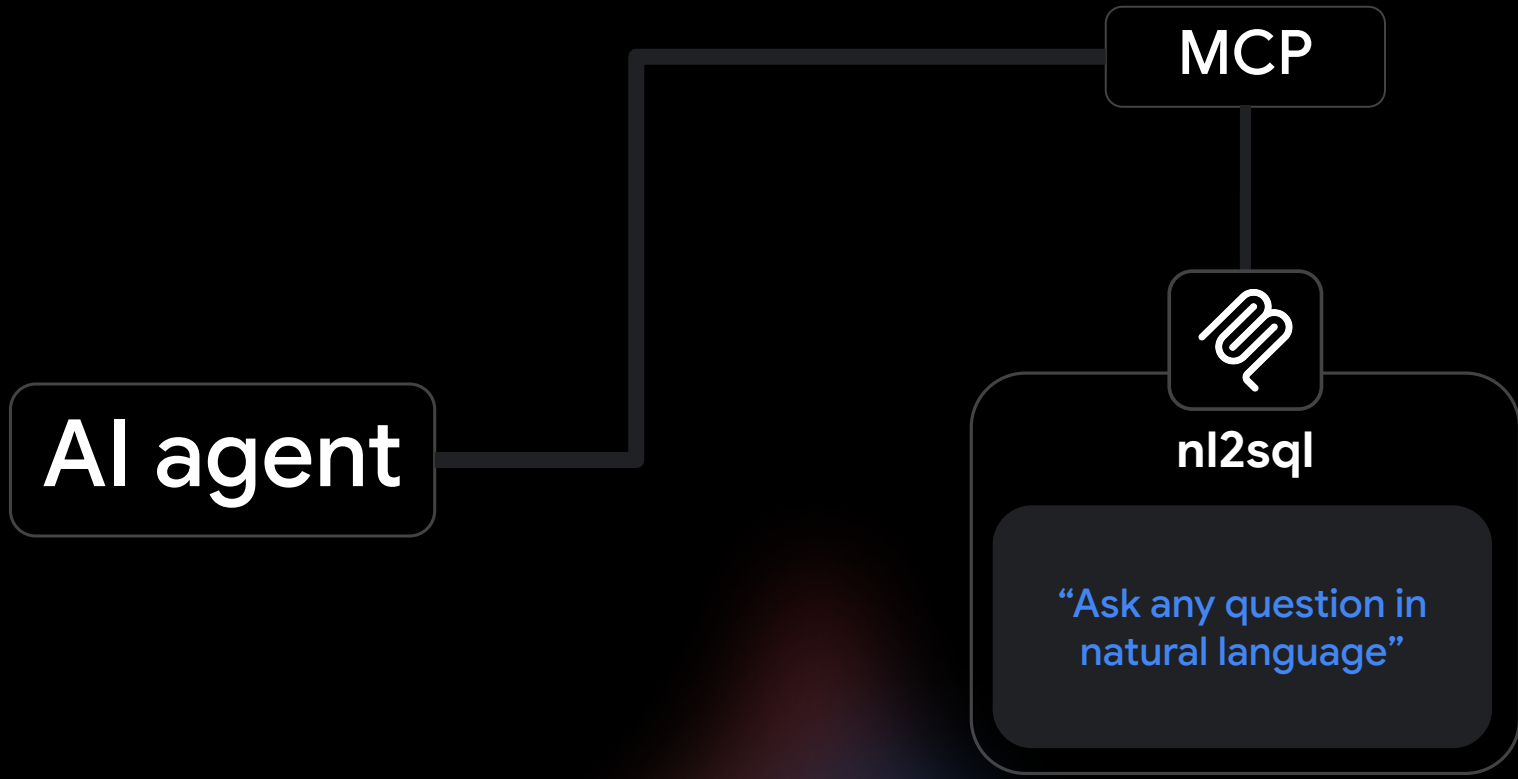 MCP
AI agent
nl2sql
“Ask any question in
natural language”